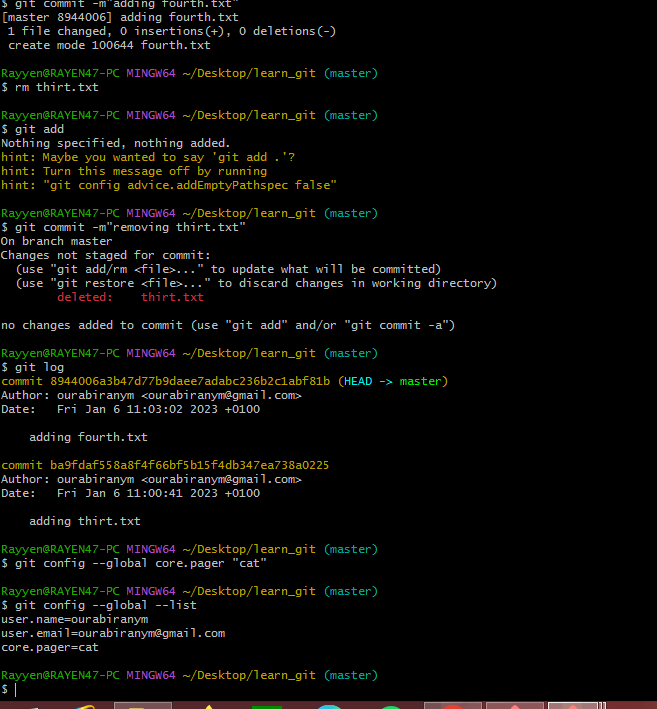 $ git commit -m"adding fourth.txt"
[master 8944006] adding fourth.txt
 1 file changed, 0 insertions(+), 0 deletions(-)
 create mode 100644 fourth.txt

Rayyen@RAYEN47-PC MINGW64 ~/Desktop/learn_git (master)
$ rm thirt.txt

Rayyen@RAYEN47-PC MINGW64 ~/Desktop/learn_git (master)
$ git add
Nothing specified, nothing added.
hint: Maybe you wanted to say 'git add .'?
hint: Turn this message off by running
hint: "git config advice.addEmptyPathspec false"

Rayyen@RAYEN47-PC MINGW64 ~/Desktop/learn_git (master)
$ git commit -m"removing thirt.txt"
On branch master
Changes not staged for commit:
  (use "git add/rm <file>..." to update what will be committed)
  (use "git restore <file>..." to discard changes in working directory)
        deleted:    thirt.txt

no changes added to commit (use "git add" and/or "git commit -a")

Rayyen@RAYEN47-PC MINGW64 ~/Desktop/learn_git (master)
$ git log
commit 8944006a3b47d77b9daee7adabc236b2c1abf81b (HEAD -> master)
Author: ourabiranym <ourabiranym@gmail.com>
Date:   Fri Jan 6 11:03:02 2023 +0100

    adding fourth.txt

commit ba9fdaf558a8f4f66bf5b15f4db347ea738a0225
Author: ourabiranym <ourabiranym@gmail.com>
Date:   Fri Jan 6 11:00:41 2023 +0100

    adding thirt.txt

Rayyen@RAYEN47-PC MINGW64 ~/Desktop/learn_git (master)
$ git config --global core.pager "cat"

Rayyen@RAYEN47-PC MINGW64 ~/Desktop/learn_git (master)
$ git config --global --list
user.name=ourabiranym
user.email=ourabiranym@gmail.com
core.pager=cat

Rayyen@RAYEN47-PC MINGW64 ~/Desktop/learn_git (master)
$